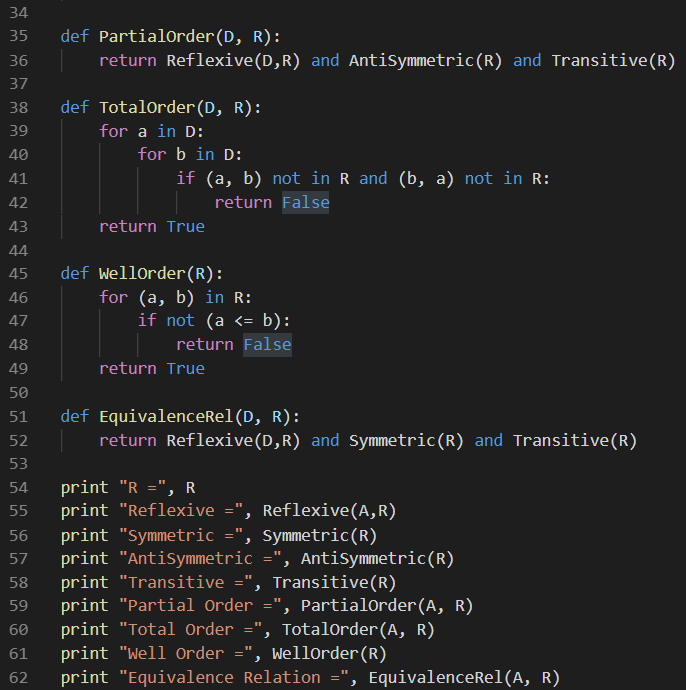 34
35 def PartialOrder(D, R):
36     return Reflexive(D,R) and AntiSymmetric(R) and Transitive(R)
37
38 def TotalOrder(D, R):
39     for a in D:
40         for b in D:
41             if (a, b) not in R and (b, a) not in R:
42                 return False
43     return True
44
45 def WellOrder(R):
46     for (a, b) in R:
47         if not (a <= b):
48             return False
49     return True
50
51 def EquivalenceRel(D, R):
52     return Reflexive(D,R) and Symmetric(R) and Transitive(R)
53
54 print "R =", R
55 print "Reflexive =", Reflexive(A,R)
56 print "Symmetric =", Symmetric(R)
57 print "AntiSymmetric =", AntiSymmetric(R)
58 print "Transitive =", Transitive(R)
59 print "Partial Order =", PartialOrder(A, R)
60 print "Total Order =", TotalOrder(A, R)
61 print "Well Order =", WellOrder(R)
62 print "Equivalence Relation =", EquivalenceRel(A, R)